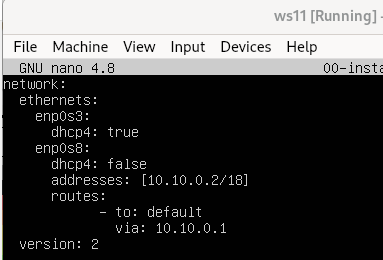 ws11 [Running] -
File Machine View Input Devices Help
GNU nano 4.8 00-insta
network:
  ethernets:
    enp0s3:
      dhcp4: true
    enp0s8:
      dhcp4: false
      addresses: [10.10.0.2/18]
      routes:
            - to: default
              via: 10.10.0.1
  version: 2